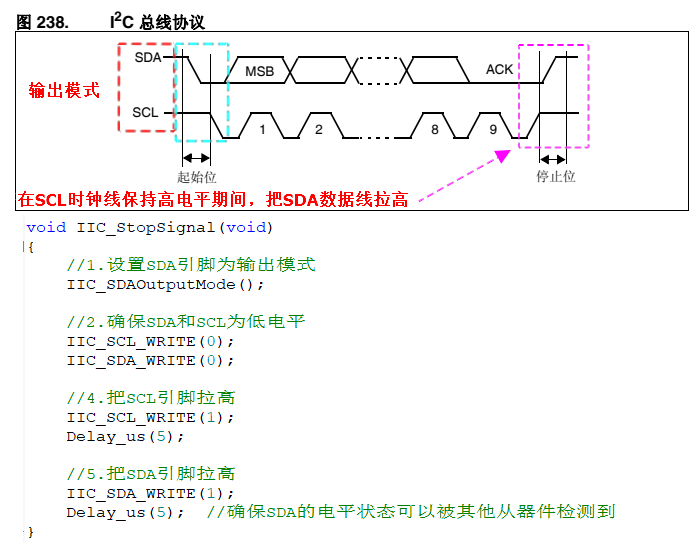 图 238. I2C 总线协议
SDA MSB ACK
输出模式
SCL 1 2 8 9
起始位 停止位
在SCL时钟线保持高电平期间，把SDA数据线拉高
void IIC_StopSignal(void)
{
//1.设置SDA引脚为输出模式
IIC_SDAOutputMode();
//2.确保SDA和SCL为低电平
IIC_SCL_WRITE(0);
IIC_SDA_WRITE(0);
//4.把SCL引脚拉高
IIC_SCL_WRITE(1);
Delay_us(5);
//5.把SDA引脚拉高
IIC_SDA_WRITE(1);
Delay_us(5); //确保SDA的电平状态可以被其他从器件检测到
}